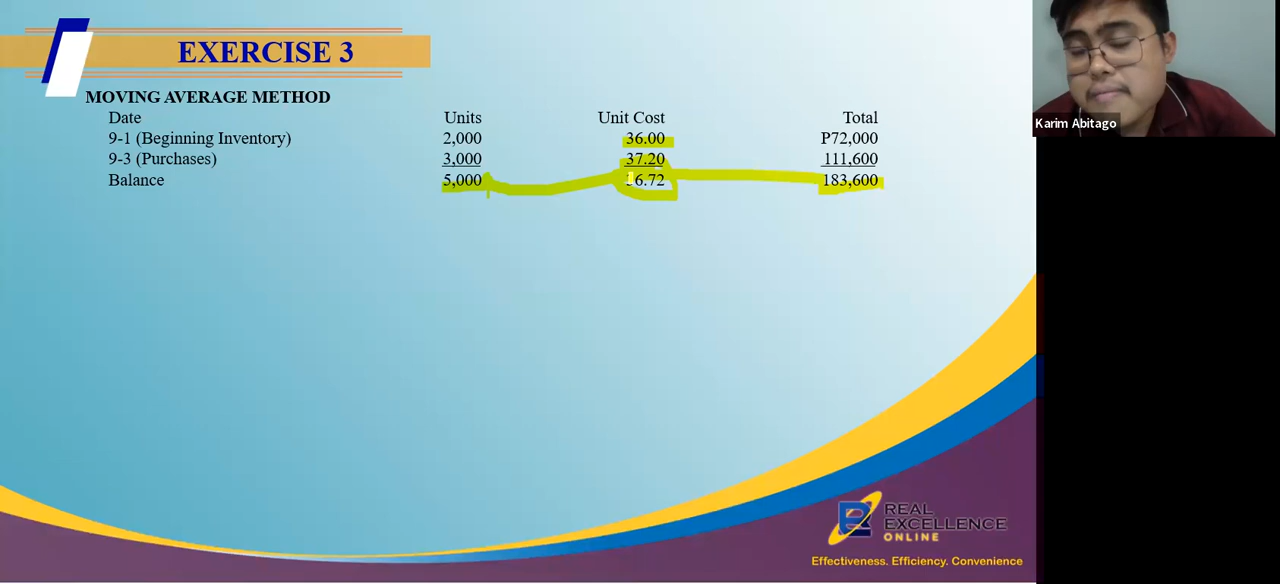 EXERCISE 3
MOVING AVERAGE METHOD
Date Units Unit Cost Total
9-1 (Beginning Inventory) 2,000 36.00 P72,000
9-3 (Purchases) 3,000 37.20 111,600
Balance 5,000 36.72 183,600
Karim Abitago
REAL
EXCELLENCE
ONLINE
Effectiveness. Efficiency. Convenience